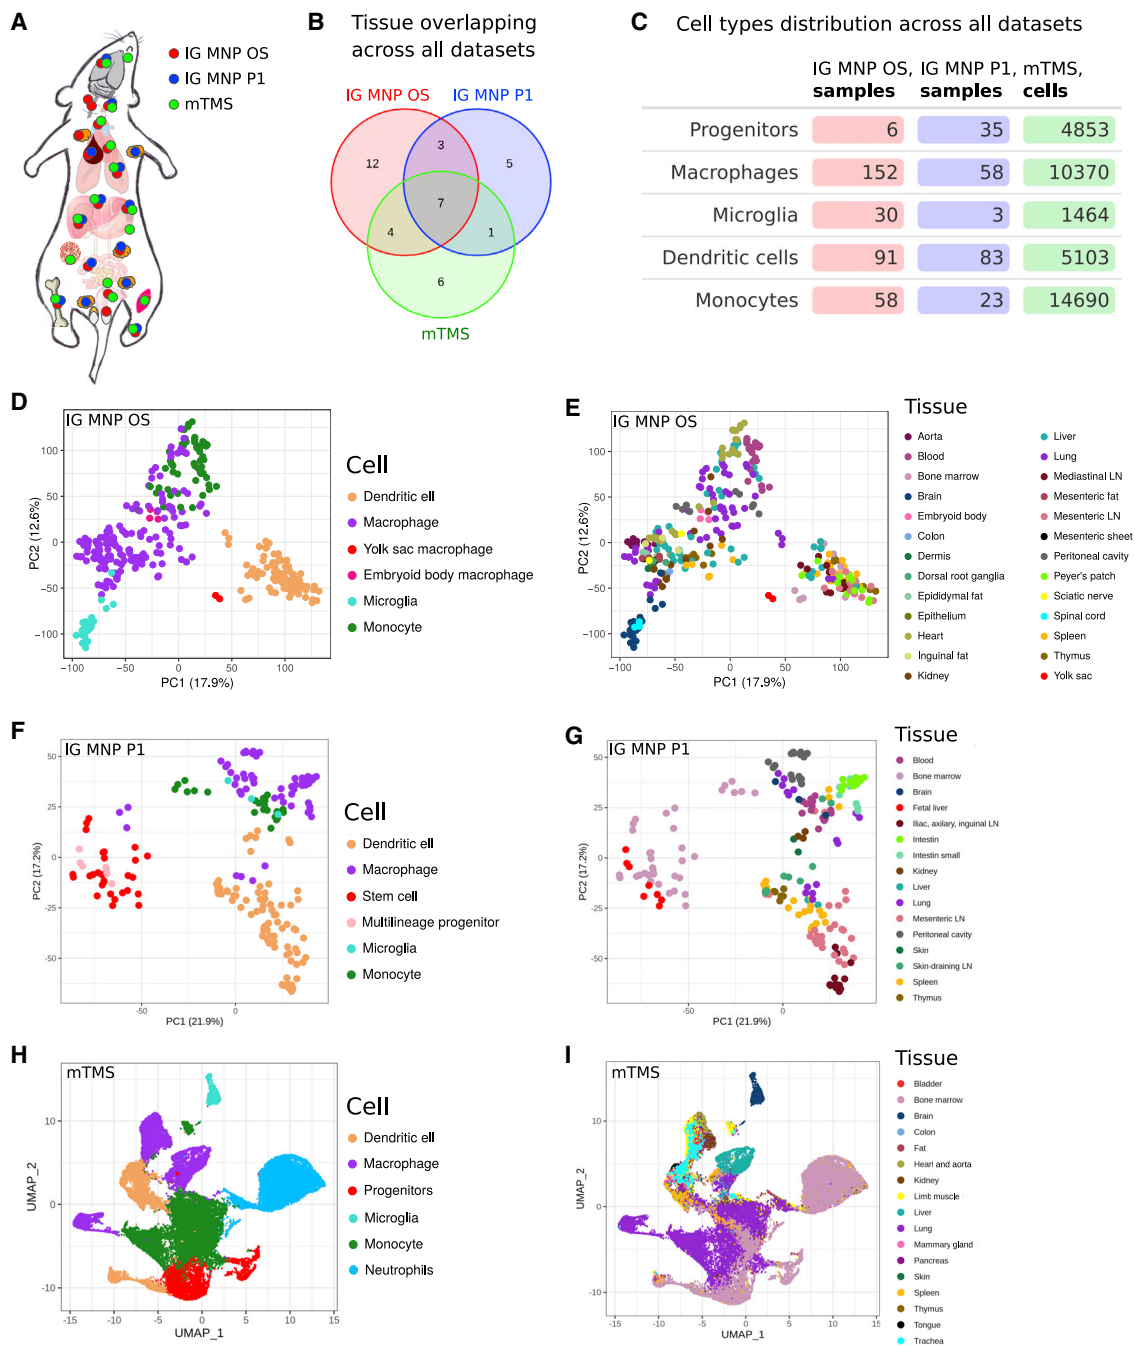 A
IG MNP OS
IG MNP P1
mTMS
B
Tissue overlapping
across all datasets
IG MNP OS
IG MNP P1
3
12
5
7
4
1
6
mTMS
C
Cell types distribution across all datasets
IG MNP OS, IG MNP P1, mTMS,
samples samples cells
Progenitors 6 35 4853
Macrophages 152 58 10370
Microglia 30 3 1464
Dendritic cells 91 83 5103
Monocytes 58 23 14690
D
IG MNP OS
100
50
0
−50
−100
PC2 (12.6%)
−100 −50 0 50 100
PC1 (17.9%)
Cell
Dendritic ell
Macrophage
Yolk sac macrophage
Embryoid body macrophage
Microglia
Monocyte
E
IG MNP OS
100
50
0
−50
−100
PC2 (12.6%)
−100 −50 0 50 100
PC1 (17.9%)
Tissue
Aorta
Blood
Bone marrow
Brain
Embryoid body
Colon
Dermis
Dorsal root ganglia
Epididymal fat
Epithelium
Heart
Inguinal fat
Kidney
Liver
Lung
Mediastinal LN
Mesenteric fat
Mesenteric LN
Mesenteric sheet
Peritoneal cavity
Peyer's patch
Sciatic nerve
Spinal cord
Spleen
Thymus
Yolk sac
F
IG MNP P1
50
25
0
-25
-50
PC2 (17.2%)
-50 0
PC1 (21.9%)
Cell
Dendritic ell
Macrophage
Stem cell
Multilineage progenitor
Microglia
Monocyte
G
IG MNP P1
50
25
0
-25
-50
PC2 (17.2%)
-50 0
PC1 (21.9%)
Tissue
Blood
Bone marrow
Brain
Fetal liver
Iliac, axilary, inguinal LN
Intestin
Intestin small
Kidney
Liver
Lung
Mesenteric LN
Peritoneal cavity
Skin
Skin-draining LN
Spleen
Thymus
H
mTMS
10
0
-10
UMAP_2
-15 -10 -5 0 5 10 15
UMAP_1
Cell
Dendritic ell
Macrophage
Progenitors
Microglia
Monocyte
Neutrophils
I
mTMS
10
0
-10
UMAP_2
-15 -10 -5 0 5 10 15
UMAP_1
Tissue
Bladder
Bone marrow
Brain
Colon
Fat
Heart and aorta
Kidney
Limb muscle
Liver
Lung
Mammary gland
Pancreas
Skin
Spleen
Thymus
Tongue
Trachea